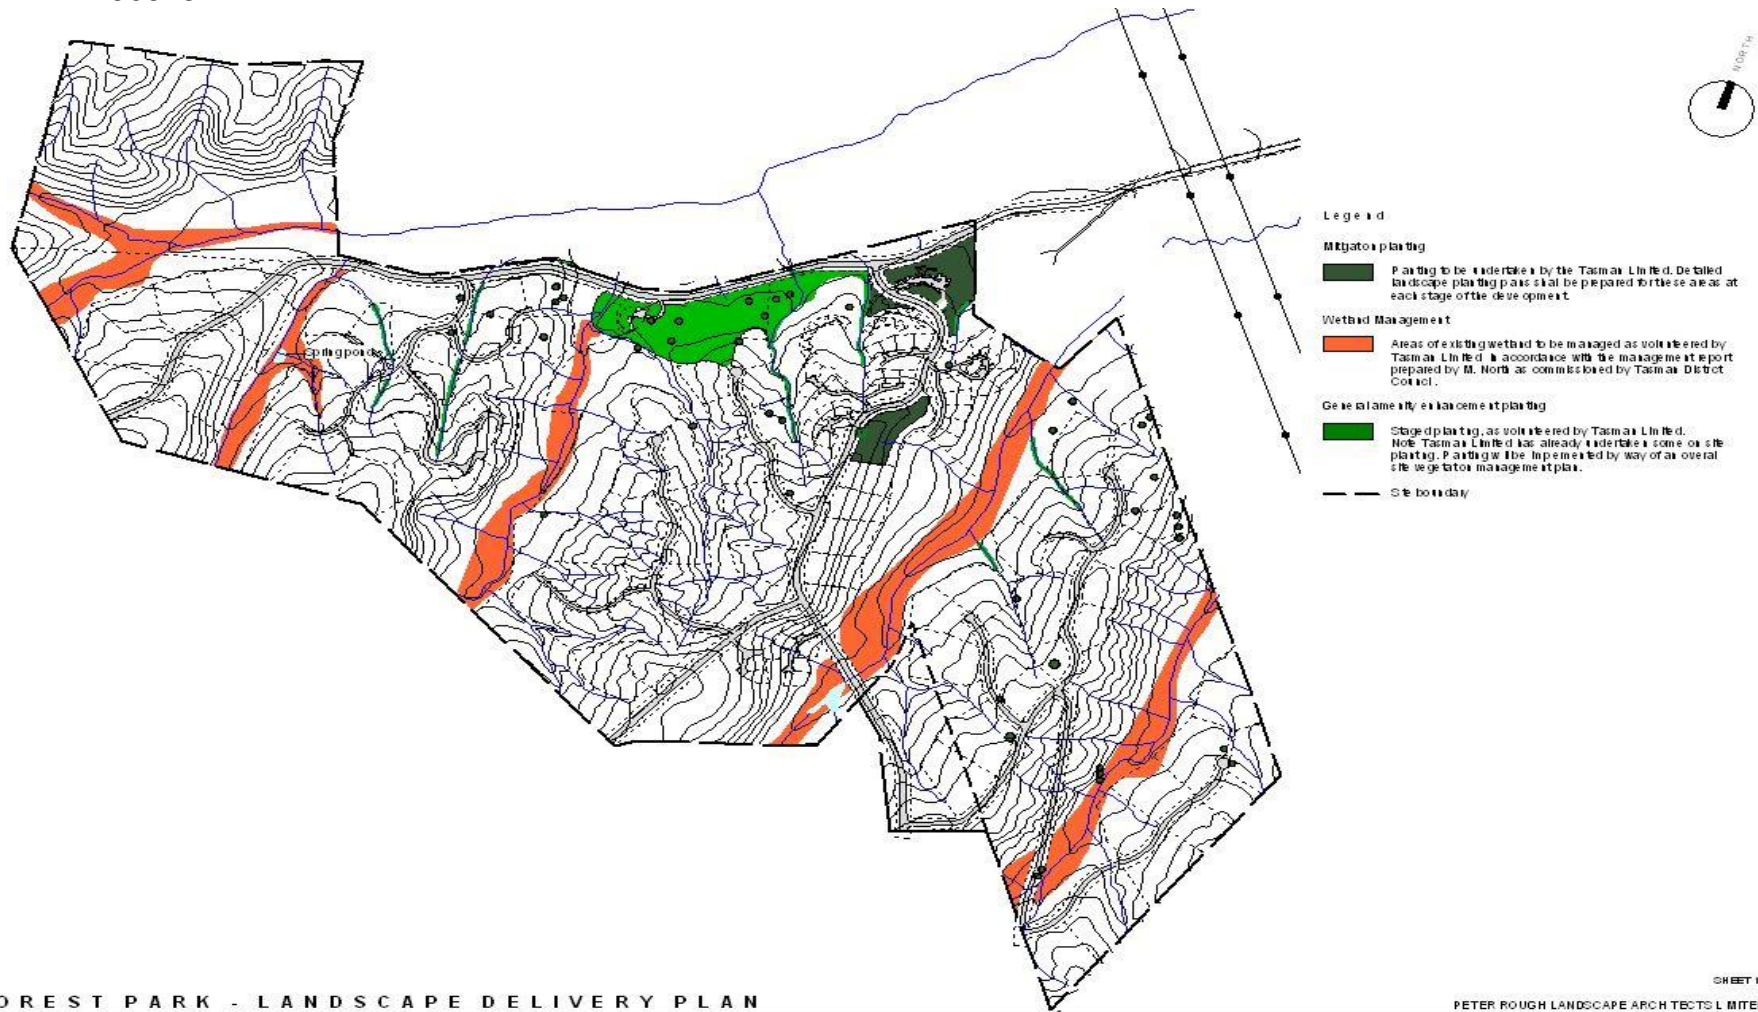 NORTH
Legend
Mitigaton planting
Planting to be undertaken by the Tasman Limited. Detailed
landscape planting plans shall be prepared for these areas at
each stage of the development.
Wetland Management
Areas of existing wetland to be managed as volunteered by
Tasman Limited in accordance with the management report
prepared by M. North as commissioned by Tasman District
Council.
General amenity enhancement planting
Staged planting, as volunteered by Tasman Limited.
Note Tasman Limited has already undertaken some on site
planting. Planting will be implemented by way of an overal
site vegetation management plan.
Site boundary
Spring ponds
SHEET
OREST PARK - LANDSCAPE DELIVERY PLAN
PETER ROUGH LANDSCAPE ARCHITECTS LIMITE